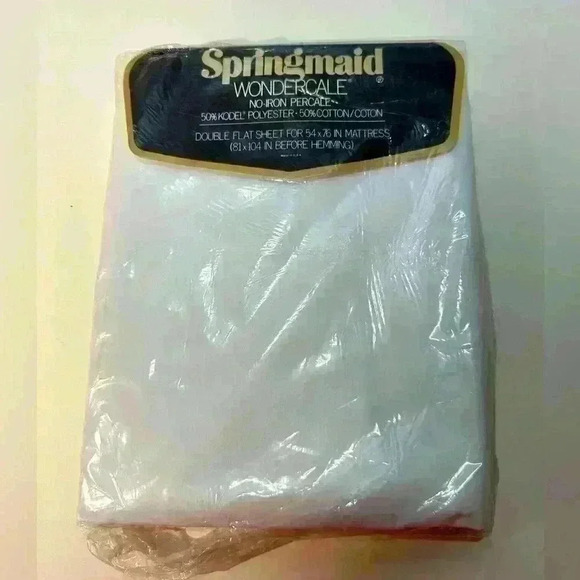 Springmaid®
WONDERCALE®
NO-IRON PERCALE
50% KODEL® POLYESTER · 50% COTTON/COTON
DOUBLE FLAT SHEET FOR 54 x 76 IN MATTRESS
(81 x 104 IN BEFORE HEMMING)